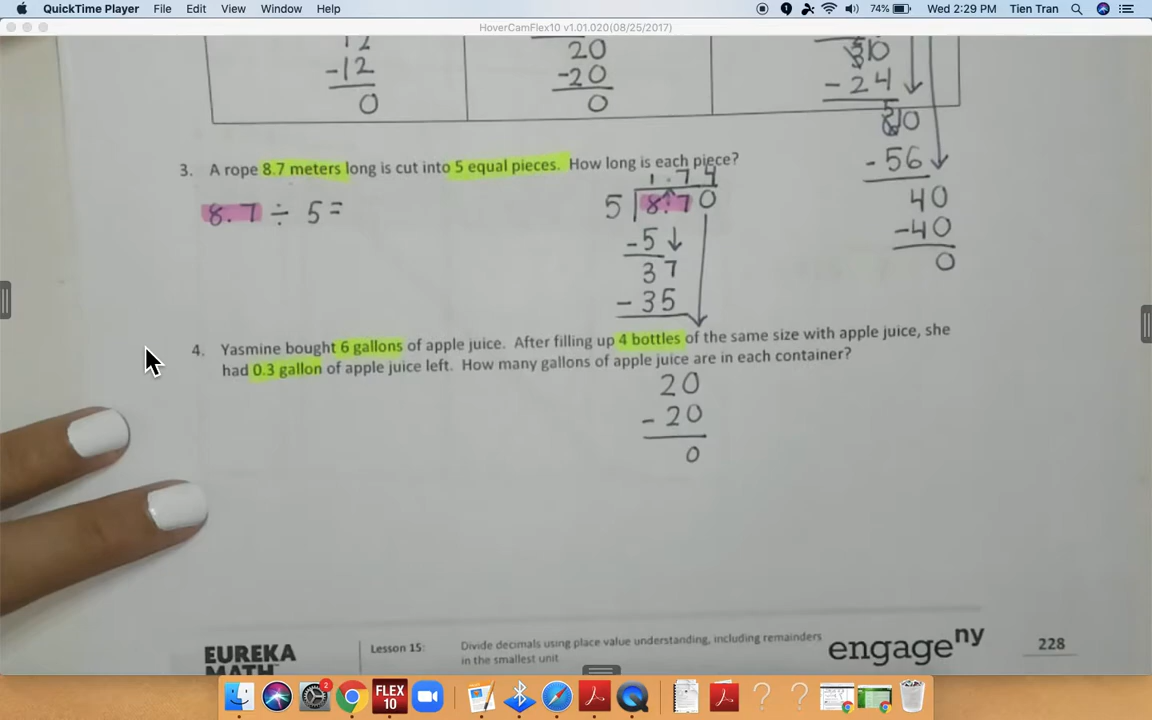 QuickTime Player File Edit View Window Help 74% Wed 2:29 PM Tien Tran
HoverCamFlex10 v1.01.020(08/25/2017)
12
-12
0
20
-20
0
10
- 24
10
- 56
40
-40
0
3. A rope 8.7 meters long is cut into 5 equal pieces. How long is each piece?
8.7 ÷ 5 =
1.74
5 8.70
-5
37
- 35
4. Yasmine bought 6 gallons of apple juice. After filling up 4 bottles of the same size with apple juice, she
had 0.3 gallon of apple juice left. How many gallons of apple juice are in each container?
20
- 20
0
EUREKA
MATH
Lesson 15:
Divide decimals using place value understanding, including remainders
in the smallest unit
engage ny
228
2
FLEX
10